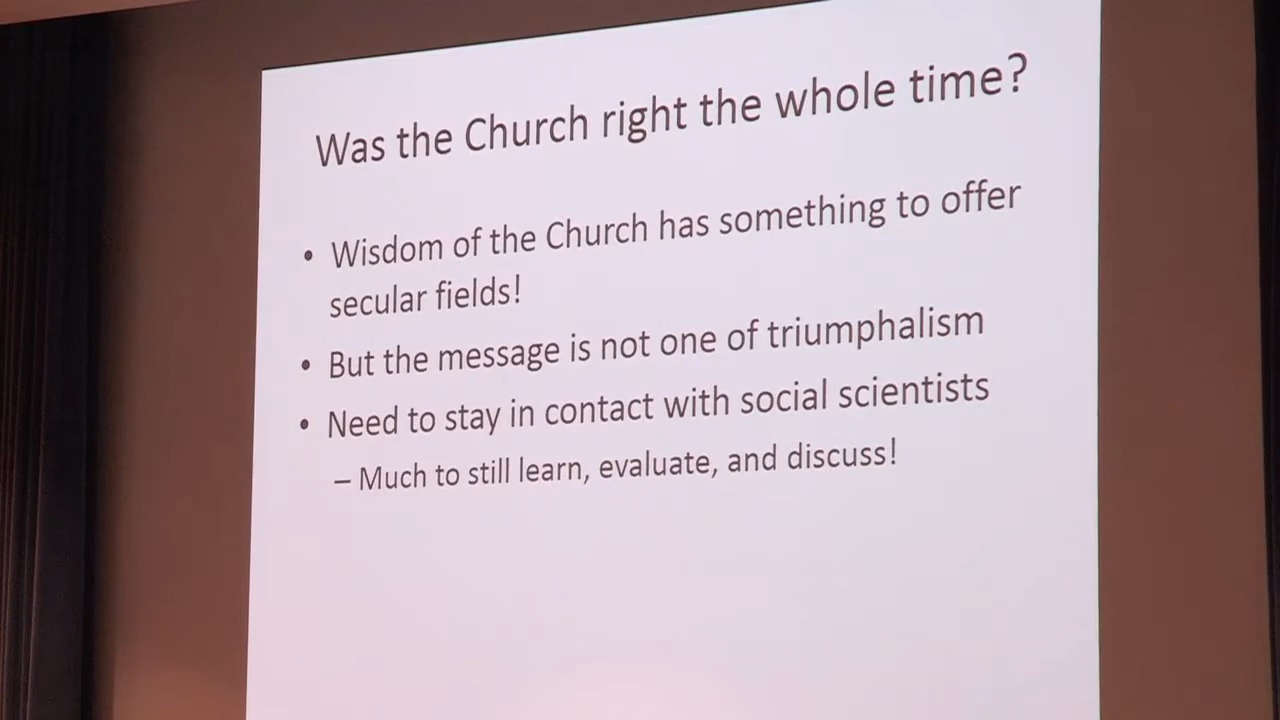 Was the Church right the whole time?
• Wisdom of the Church has something to offer
secular fields!
• But the message is not one of triumphalism
• Need to stay in contact with social scientists
– Much to still learn, evaluate, and discuss!